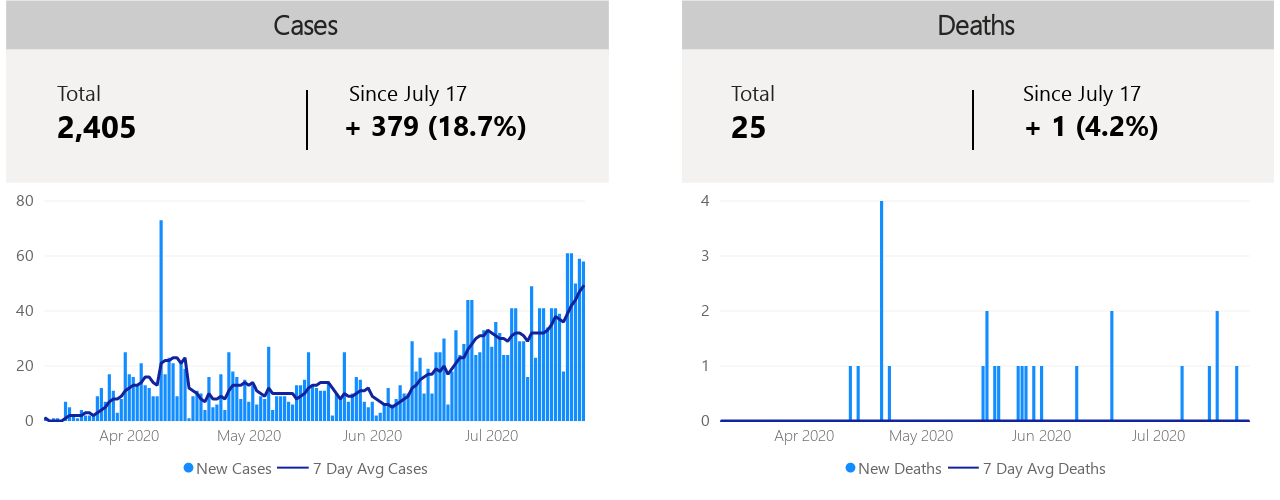 Cases
Total
2,405
Since July 17
+ 379 (18.7%)
80
60
40
20
0
Apr 2020
May 2020
Jun 2020
Jul 2020
New Cases
7 Day Avg Cases
Deaths
Total
25
Since July 17
+ 1 (4.2%)
4
3
2
1
0
Apr 2020
May 2020
Jun 2020
Jul 2020
New Deaths
7 Day Avg Deaths